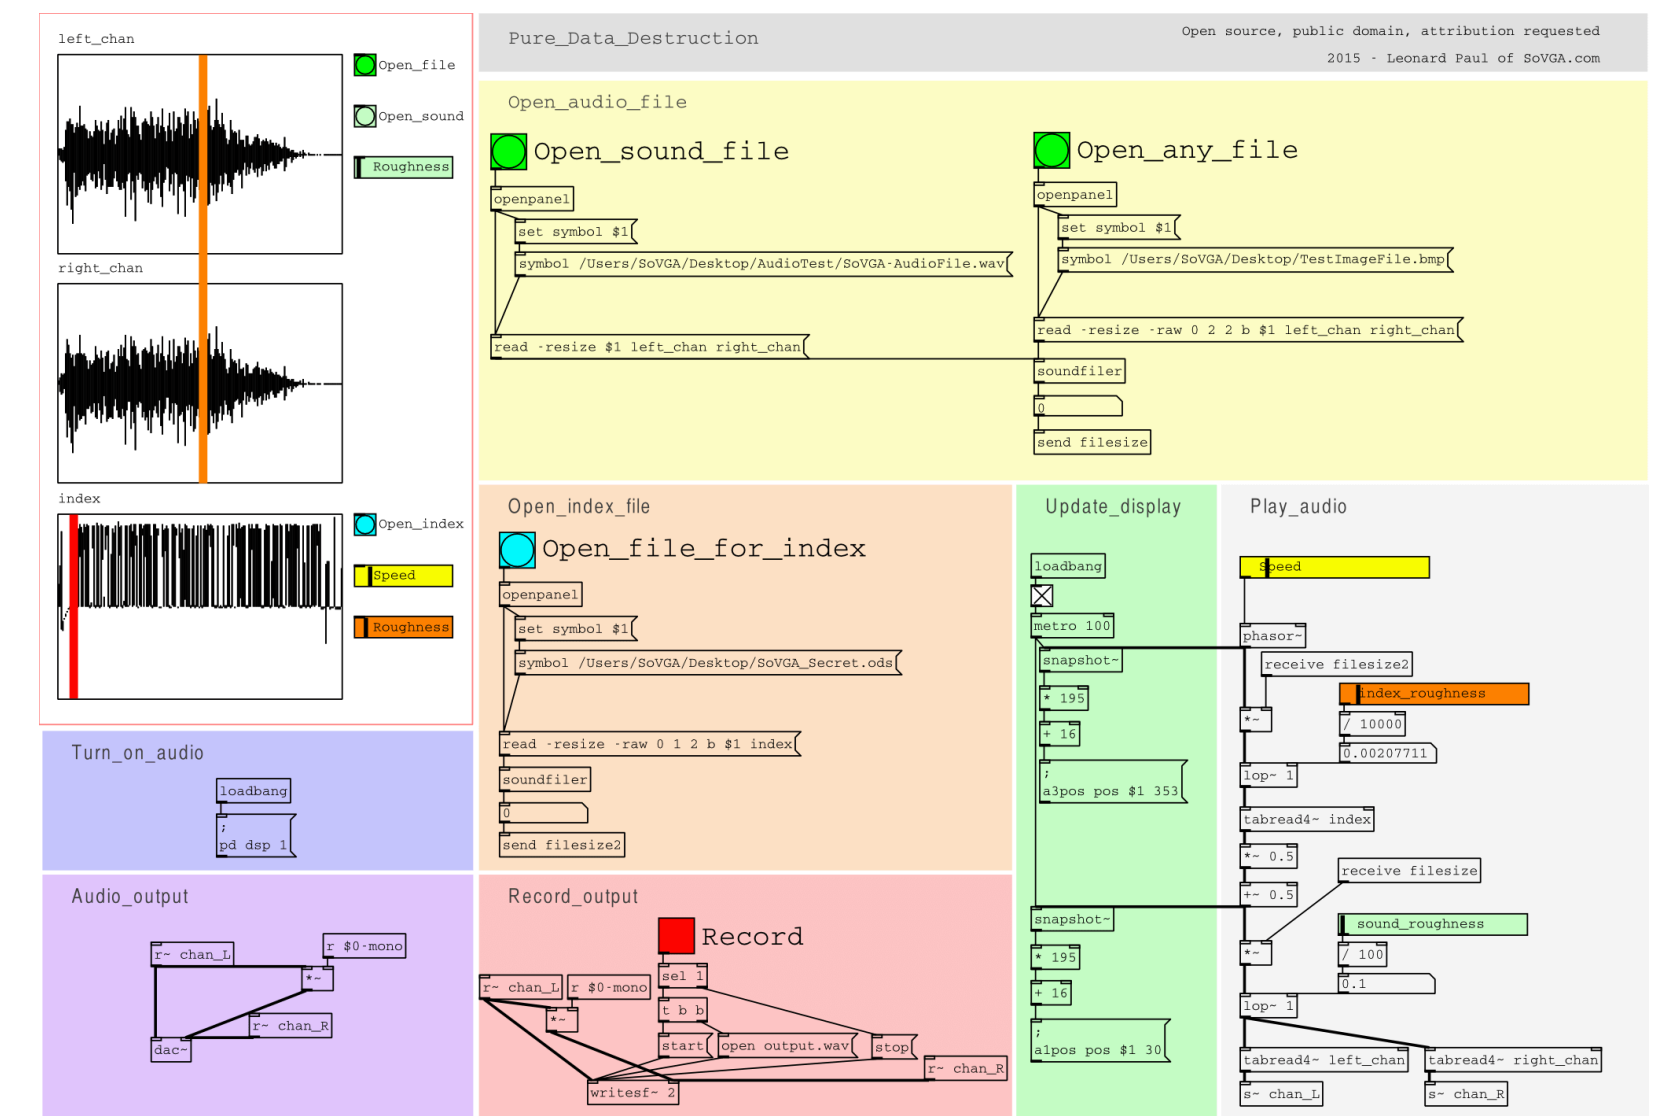 left_chan
Open_file
Open_sound
Roughness
right_chan
index
Open_index
Speed
Roughness
Pure_Data_Destruction
Open source, public domain, attribution requested
2015 - Leonard Paul of SoVGA.com
Open_audio_file
Open_sound_file
openpanel
set symbol $1
symbol /Users/SoVGA/Desktop/AudioTest/SoVGA-AudioFile.wav
read -resize $1 left_chan right_chan
Open_any_file
openpanel
set symbol $1
symbol /Users/SoVGA/Desktop/TestImageFile.bmp
read -resize -raw 0 2 2 b $1 left_chan right_chan
soundfiler
0
send filesize
Open_index_file
Open_file_for_index
openpanel
set symbol $1
symbol /Users/SoVGA/Desktop/SoVGA_Secret.ods
read -resize -raw 0 1 2 b $1 index
soundfiler
0
send filesize2
Update_display
loadbang
metro 100
snapshot~
* 195
+ 16
;
a3pos pos $1 353
snapshot~
* 195
+ 16
;
a1pos pos $1 30
Play_audio
Speed
phasor~
receive filesize2
index_roughness
*~
/ 10000
0.00207711
lop~ 1
tabread4~ index
*~ 0.5
receive filesize
+~ 0.5
sound_roughness
*~
/ 100
0.1
lop~ 1
tabread4~ left_chan
tabread4~ right_chan
s~ chan_L
s~ chan_R
Turn_on_audio
loadbang
;
pd dsp 1
Audio_output
r~ chan_L
r $0-mono
*~
r~ chan_R
dac~
Record_output
Record
sel 1
r~ chan_L
r $0-mono
t b b
*~
start
open output.wav
stop
r~ chan_R
writesf~ 2